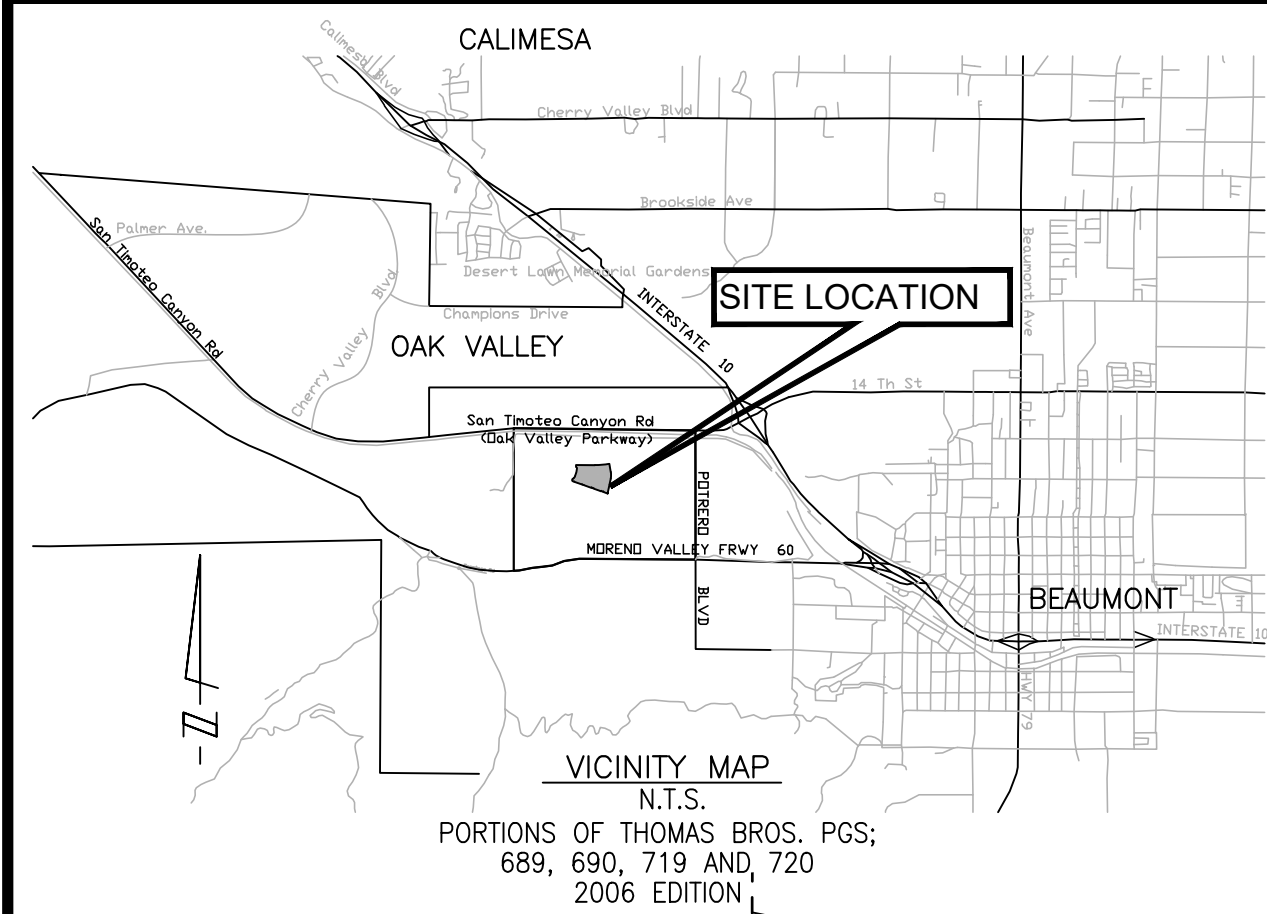 CALIMESA
Calimesa Blvd
Cherry Valley Blvd
Brookside Ave
San Timoteo Canyon Rd
Palmer Ave.
Cherry Valley Blvd
Desert Lawn Memorial Gardens
Champions Drive
INTERSTATE 10
SITE LOCATION
Beaumont Ave
OAK VALLEY
14 Th St
San Timoteo Canyon Rd
(Oak Valley Parkway)
POTRERO BLVD
MORENO VALLEY FRWY 60
BEAUMONT
INTERSTATE 10
HWY 79
N
VICINITY MAP
N.T.S.
PORTIONS OF THOMAS BROS. PGS;
689, 690, 719 AND 720
2006 EDITION